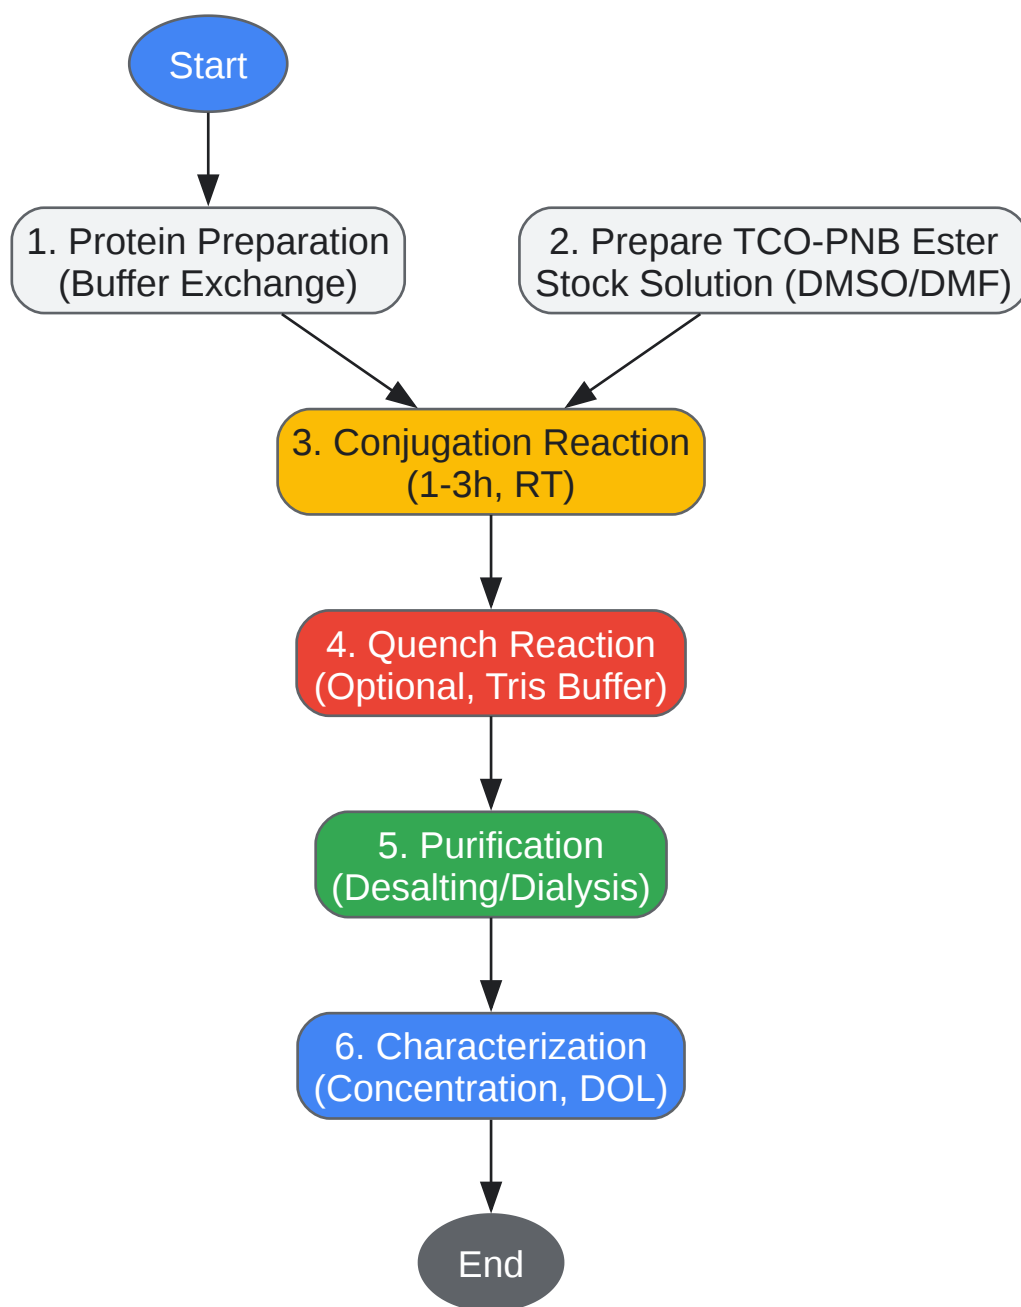 Start
1. Protein Preparation
(Buffer Exchange)
2. Prepare TCO-PNB Ester
Stock Solution (DMSO/DMF)
3. Conjugation Reaction
(1-3h, RT)
4. Quench Reaction
(Optional, Tris Buffer)
5. Purification
(Desalting/Dialysis)
6. Characterization
(Concentration, DOL)
End